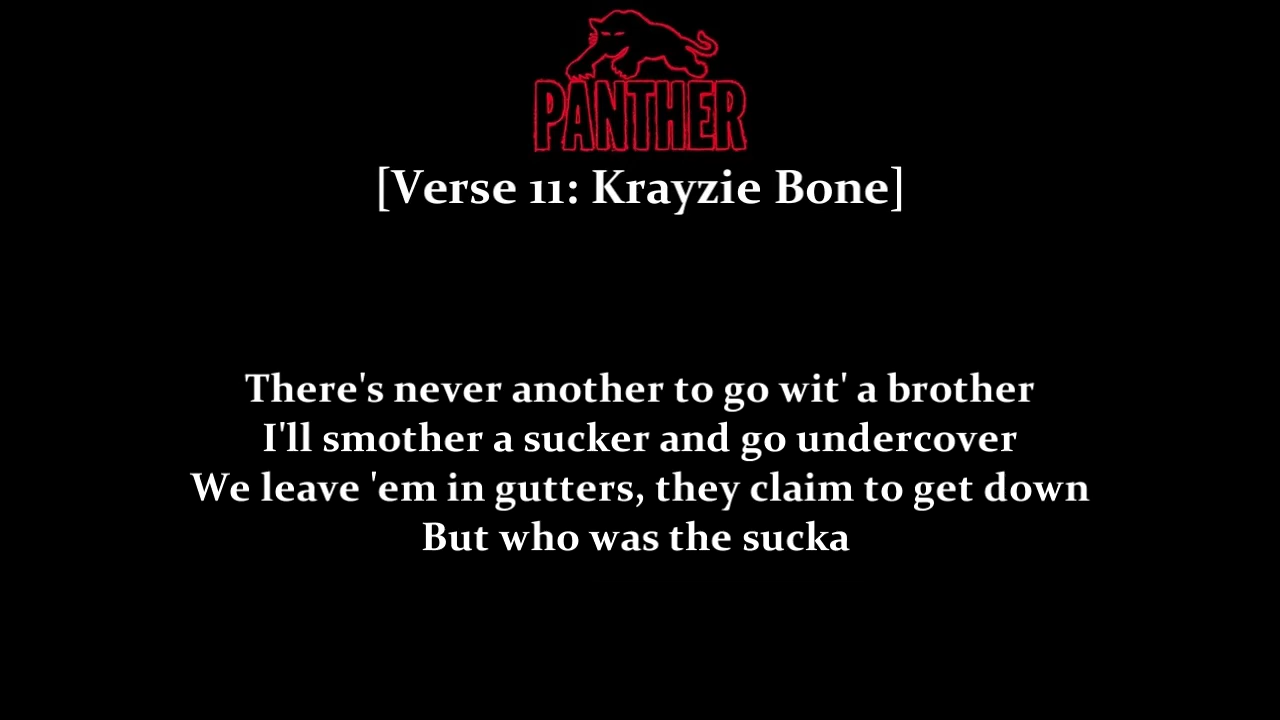 PANTHER
[Verse 11: Krayzie Bone]
There's never another to go wit' a brother
I'll smother a sucker and go undercover
We leave 'em in gutters, they claim to get down
But who was the sucka